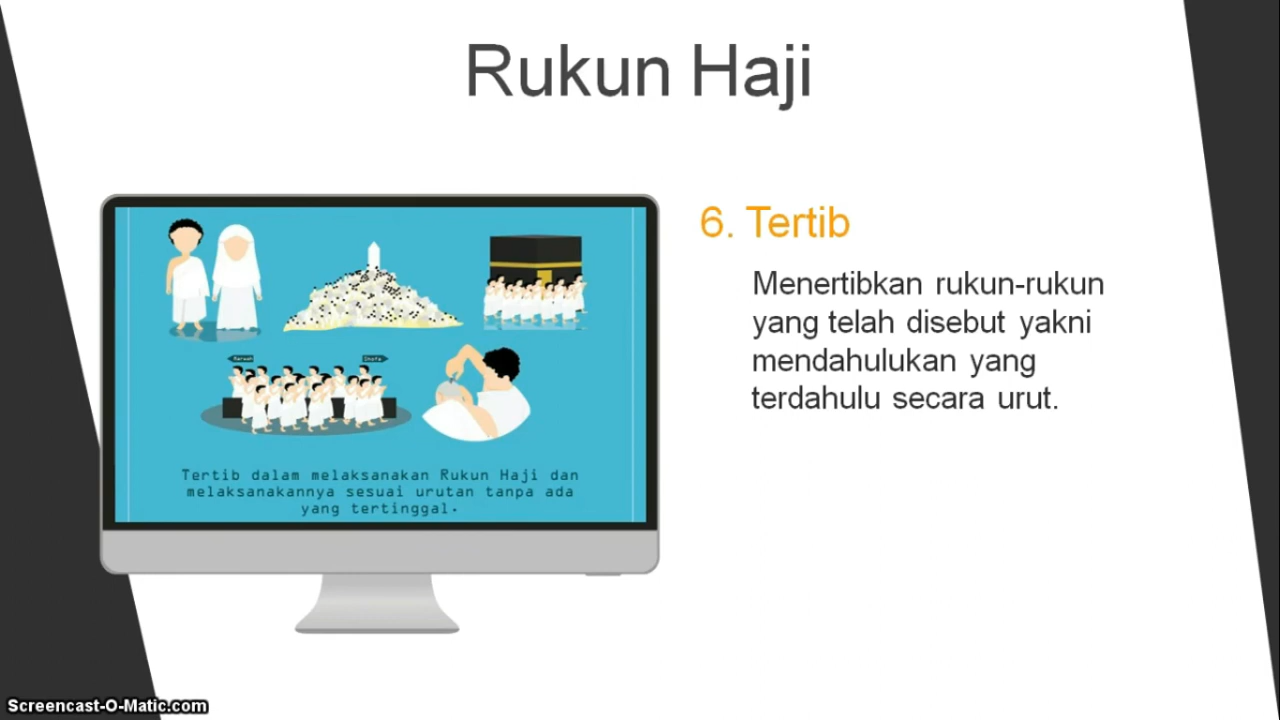 Rukun Haji
6. Tertib
Menertibkan rukun-rukun
yang telah disebut yakni
mendahulukan yang
terdahulu secara urut.
Marwah
Shofa
Tertib dalam melaksanakan Rukun Haji dan
melaksanakannya sesuai urutan tanpa ada
yang tertinggal.
Screencast-O-Matic.com